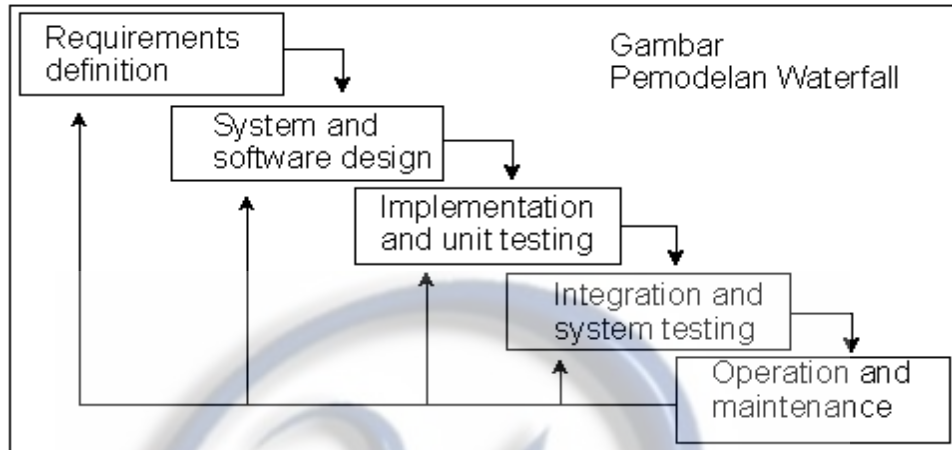 Requirements
definition
Gambar
Pemodelan Waterfall
System and
software design
Implementation
and unit testing
Integration and
system testing
Operation and
maintenance